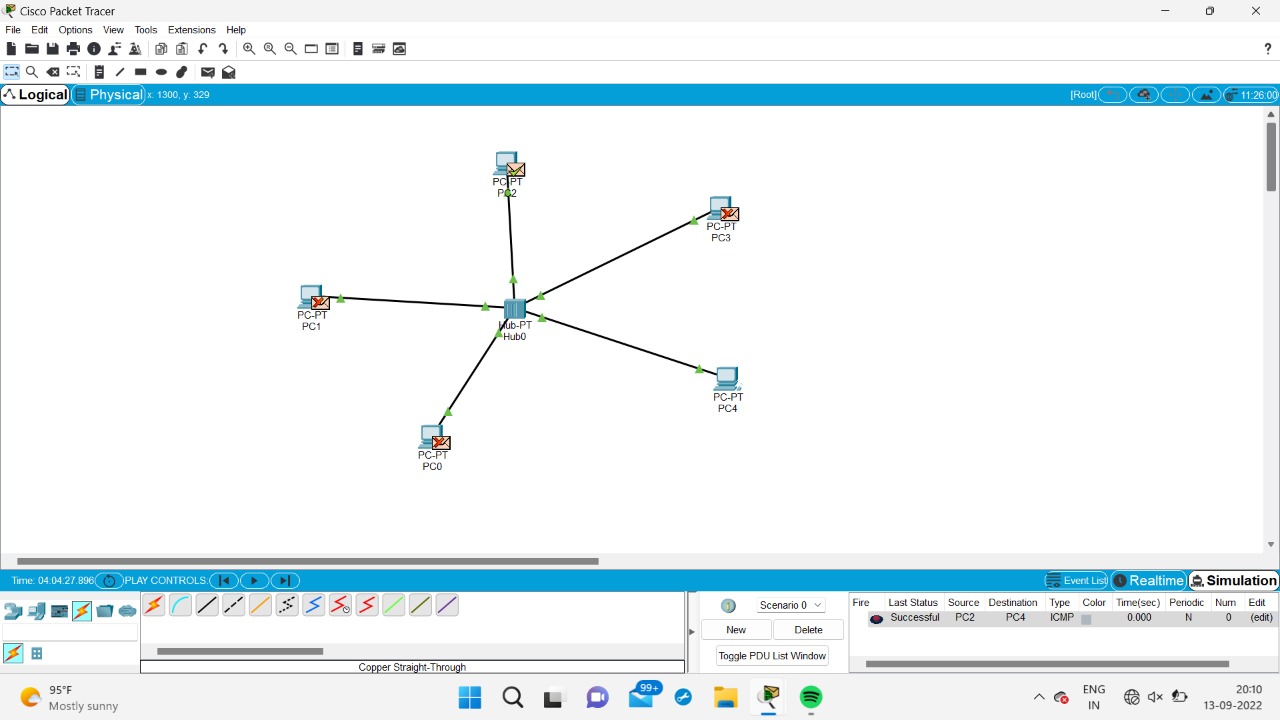 Cisco Packet Tracer
File Edit Options View Tools Extensions Help
?
Logical Physical x: 1300, y: 329 [Root] 11:26:00
PC-PT
PC2
PC-PT
PC3
PC-PT
PC1
Hub-PT
Hub0
PC-PT
PC4
PC-PT
PC0
Time: 04:04:27.896 PLAY CONTROLS: Event List Realtime Simulation
Scenario 0
New Delete
Toggle PDU List Window
Fire Last Status Source Destination Type Color Time(sec) Periodic Num Edit
Successful PC2 PC4 ICMP 0.000 N 0 (edit)
Copper Straight-Through
95°F
Mostly sunny
99+
ENG
IN
20:10
13-09-2022